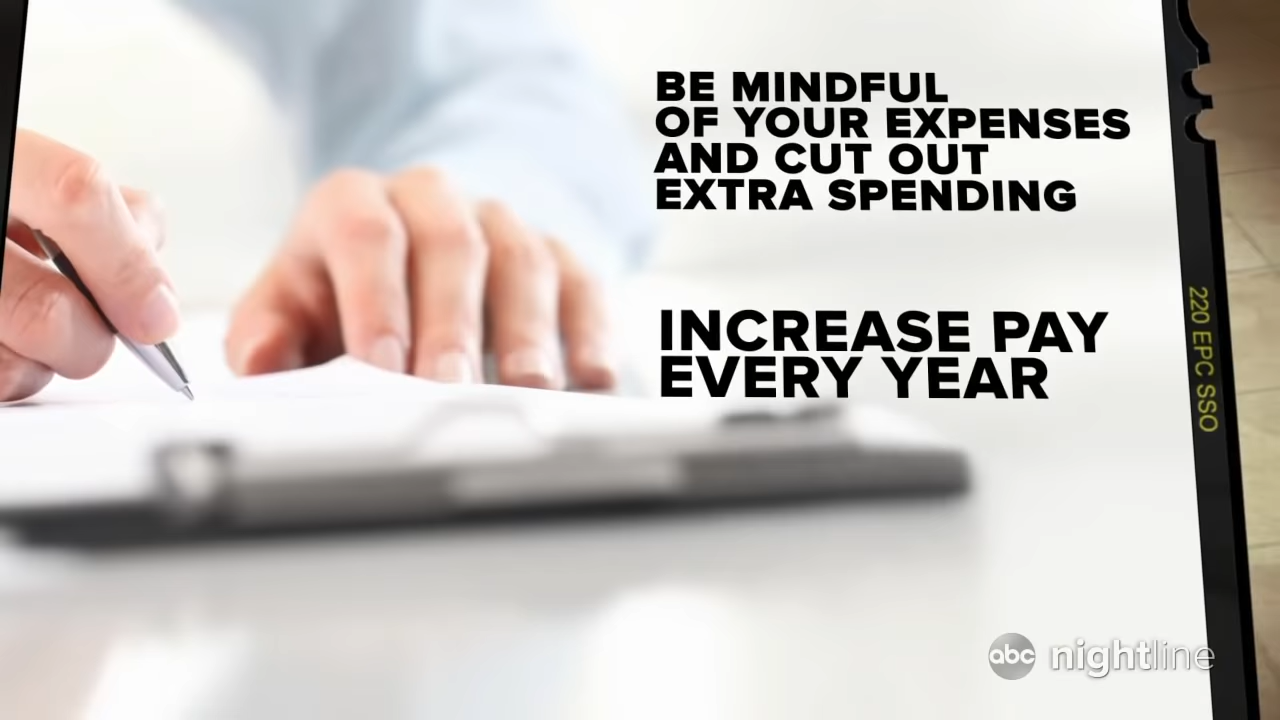 BE MINDFUL
OF YOUR EXPENSES
AND CUT OUT
EXTRA SPENDING
INCREASE PAY
EVERY YEAR
220 EPC SSO
abc nightline